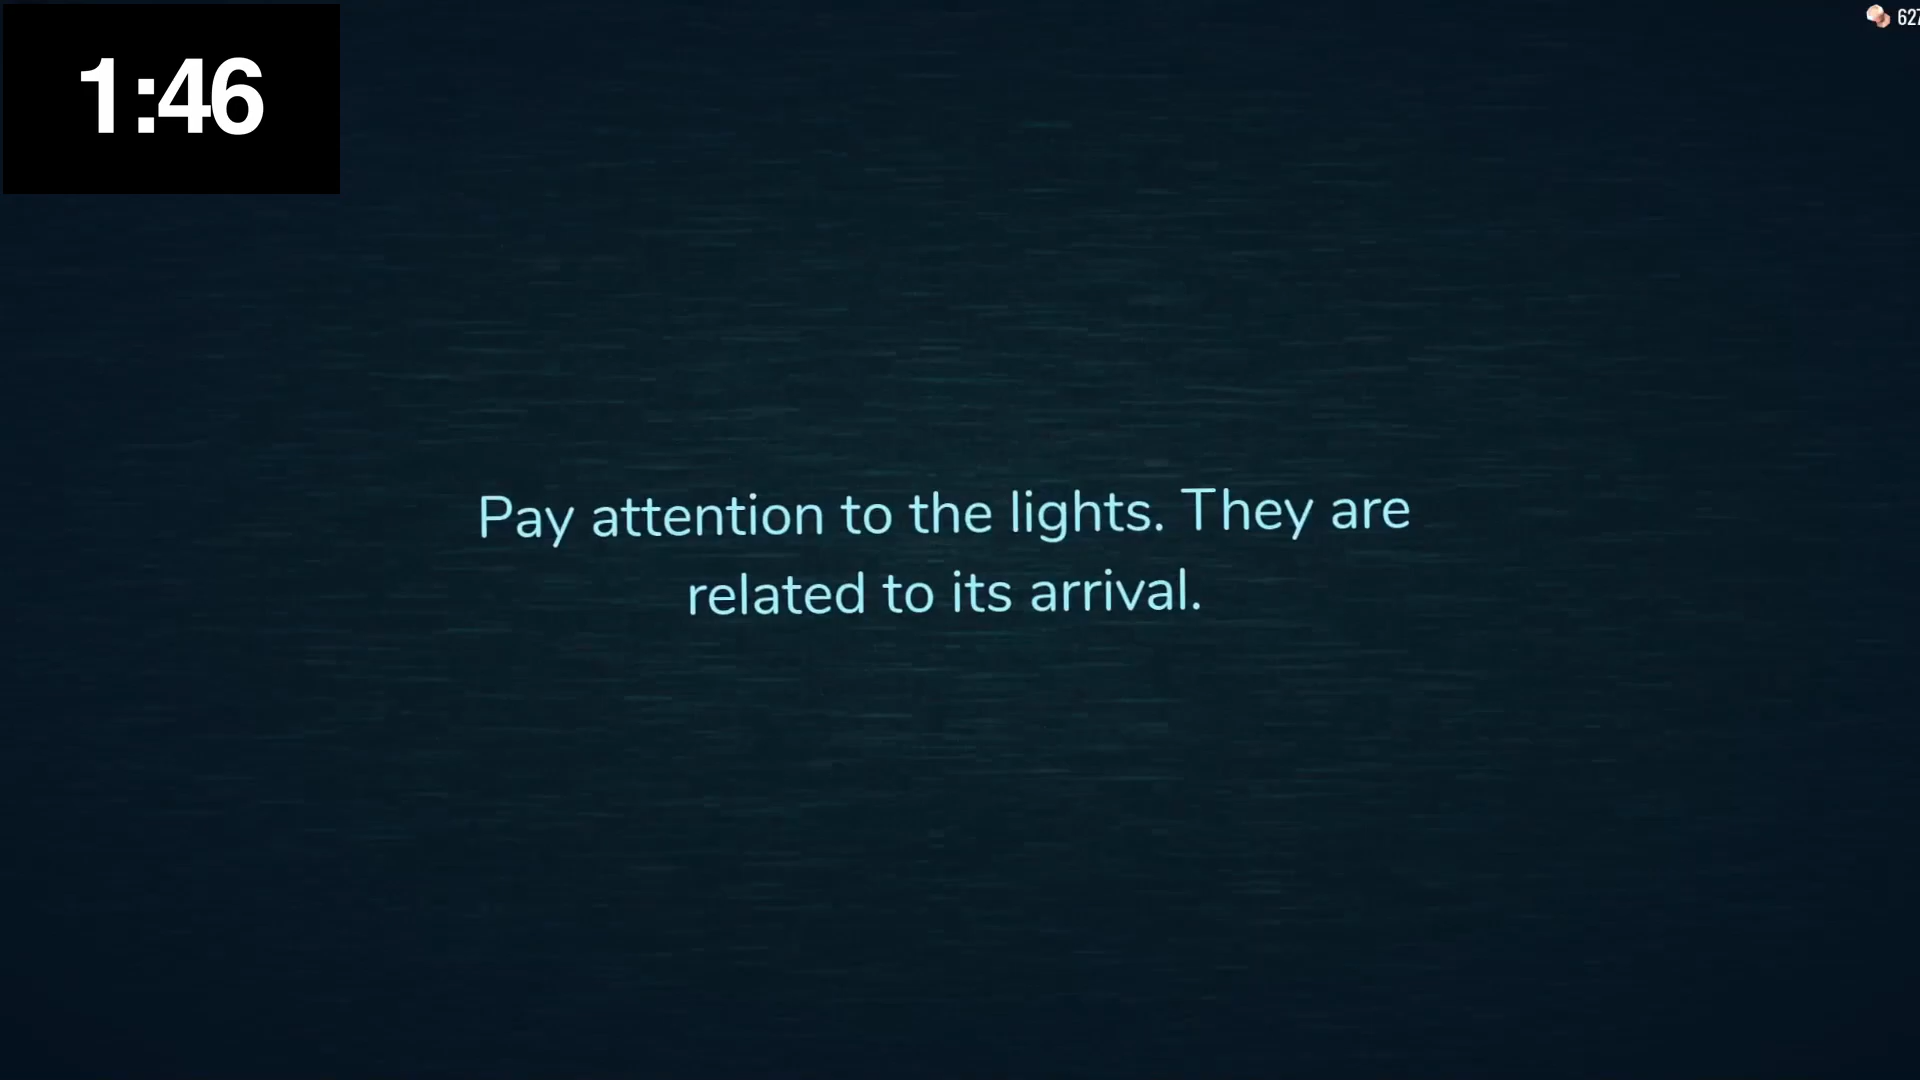 1:46
627
Pay attention to the lights. They are
related to its arrival.